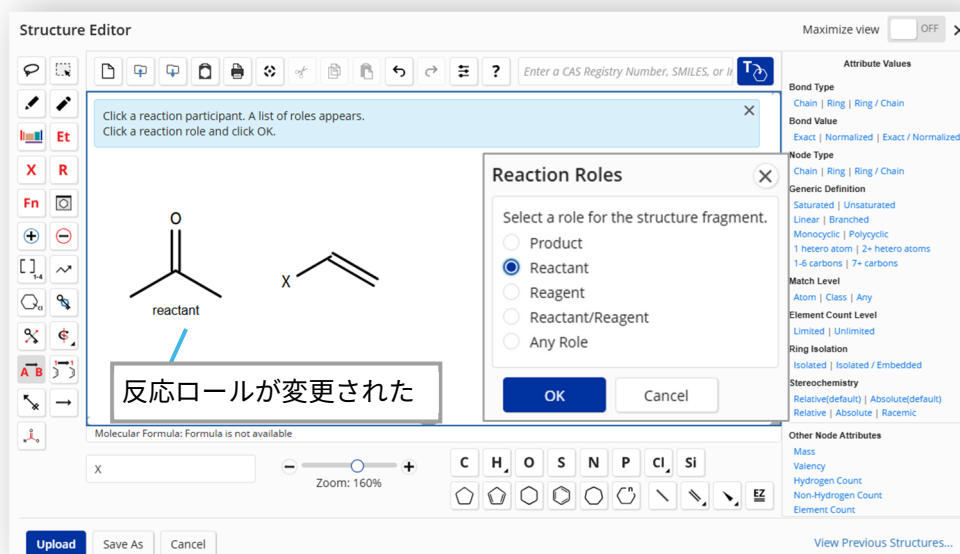 Structure Editor
Maximize view
OFF
Et
X
R
Fn
1-4
A B
?
Enter a CAS Registry Number, SMILES, or I
Click a reaction participant. A list of roles appears.
Click a reaction role and click OK.
O
X
reactant
反応ロールが変更された
Reaction Roles
Select a role for the structure fragment.
Product
Reactant
Reagent
Reactant/Reagent
Any Role
OK
Cancel
Molecular Formula: Formula is not available
X
Zoom: 160%
C H O S N P Cl Si
EZ
Upload
Save As
Cancel
Attribute Values
Bond Type
Chain | Ring | Ring / Chain
Bond Value
Exact | Normalized | Exact / Normalized
Node Type
Chain | Ring | Ring / Chain
Generic Definition
Saturated | Unsaturated
Linear | Branched
Monocyclic | Polycyclic
1 hetero atom | 2+ hetero atoms
1-6 carbons | 7+ carbons
Match Level
Atom | Class | Any
Element Count Level
Limited | Unlimited
Ring Isolation
Isolated | Isolated / Embedded
Stereochemistry
Relative(default) | Absolute(default)
Relative | Absolute | Racemic
Other Node Attributes
Mass
Valency
Hydrogen Count
Non-Hydrogen Count
Element Count
View Previous Structures...